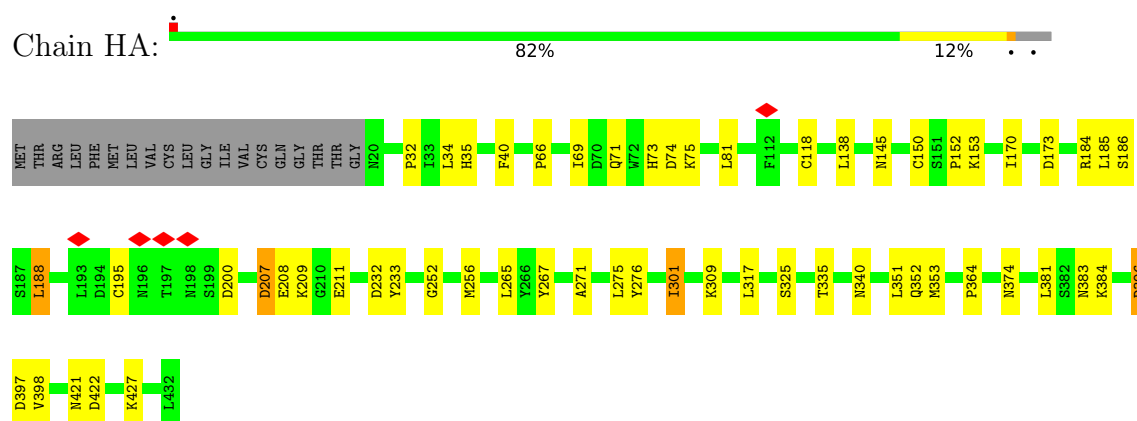 Chain HA:
82% 12%
MET THR ARG LEU PHE MET LEU VAL CYS LEU GLY ILE VAL CYS GLN GLY THR THR GLY N20 P32 I33 L34 H35 F40 P66 I69 D70 Q71 W72 H73 D74 K75 L81 F112 C118 L138 N145 C150 S151 P152 K153 I170 D173 R184 L185 S186
S187 L188 L193 D194 C195 N196 T197 N198 S199 D200 D207 E208 K209 G210 E211 D232 Y233 G252 M256 L265 Y266 Y267 A271 L275 Y276 I301 K309 L317 S325 T335 N340 L351 Q352 M353 P364 N374 L381 S382 N383 K384
D397 V398 N421 D422 K427 L432